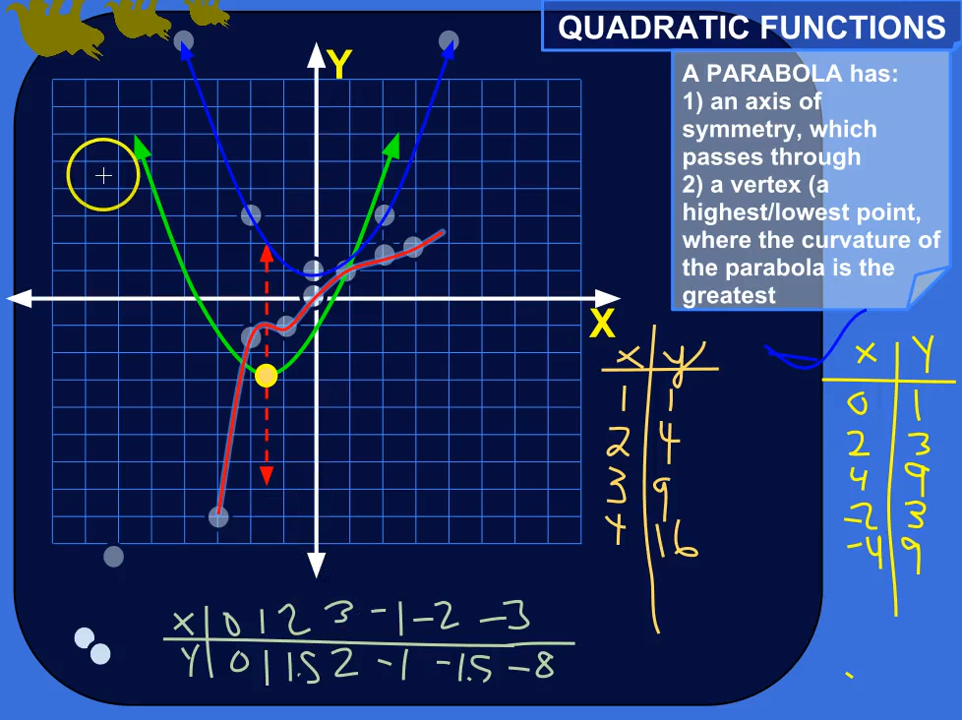 QUADRATIC FUNCTIONS
A PARABOLA has:
1) an axis of
symmetry, which
passes through
2) a vertex (a
highest/lowest point,
where the curvature of
the parabola is the
greatest
Y
X
x y
1 1
2 4
3 9
4 16
X Y
0 1
2 3
4 9
-2 3
-4 9
X 0 1 2 3 -1 -2 -3
Y 0 1 1.5 2 -1 -1.5 -8